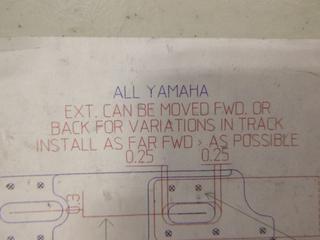 ALL YAMAHA
EXT. CAN BE MOVED FWD. OR
BACK FOR VARIATIONS IN TRACK
INSTALL AS FAR FWD > AS POSSIBLE
0.25 0.25